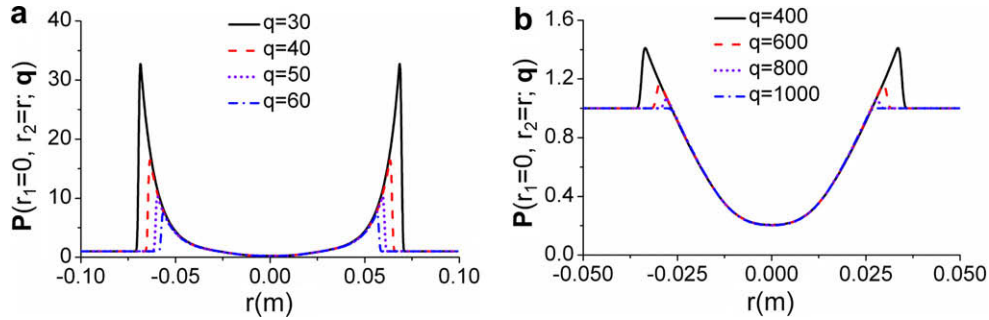 a
q=30
q=40
q=50
q=60
P(r₁=0, r₂=r; q)
40
30
20
10
0
-0.10
-0.05
0.00
0.05
0.10
r(m)
b
q=400
q=600
q=800
q=1000
P(r₁=0, r₂=r; q)
1.6
1.2
0.8
0.4
0.0
-0.050
-0.025
0.000
0.025
0.050
r(m)